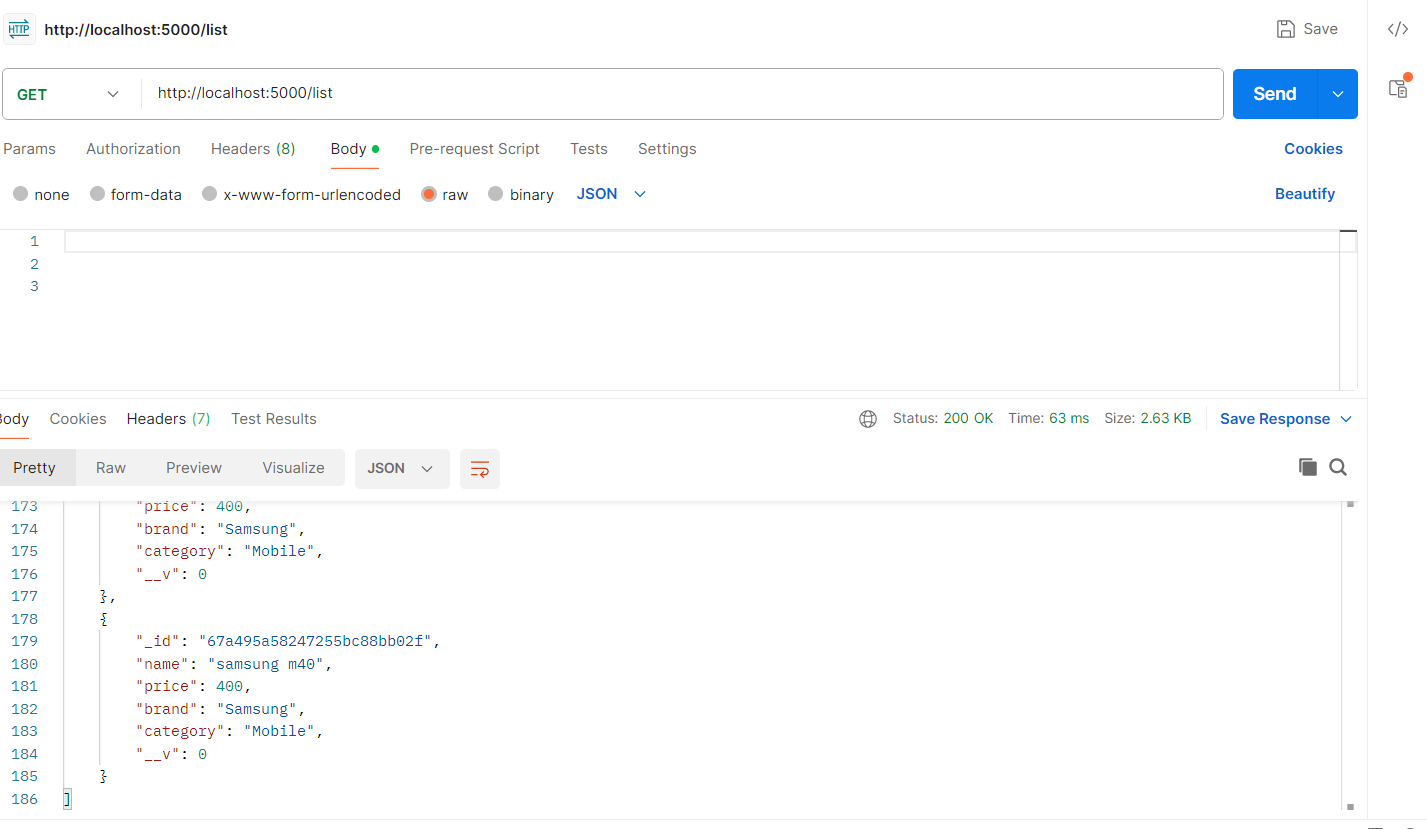 HTTP http://localhost:5000/list Save
GET http://localhost:5000/list Send
Params Authorization Headers (8) Body Pre-request Script Tests Settings Cookies
none form-data x-www-form-urlencoded raw binary JSON Beautify
1
2
3
Body Cookies Headers (7) Test Results Status: 200 OK Time: 63 ms Size: 2.63 KB Save Response
Pretty Raw Preview Visualize JSON
173 "price": 400,
174 "brand": "Samsung",
175 "category": "Mobile",
176 "__v": 0
177 },
178 {
179 "_id": "67a495a58247255bc88bb02f",
180 "name": "samsung m40",
181 "price": 400,
182 "brand": "Samsung",
183 "category": "Mobile",
184 "__v": 0
185 }
186 ]